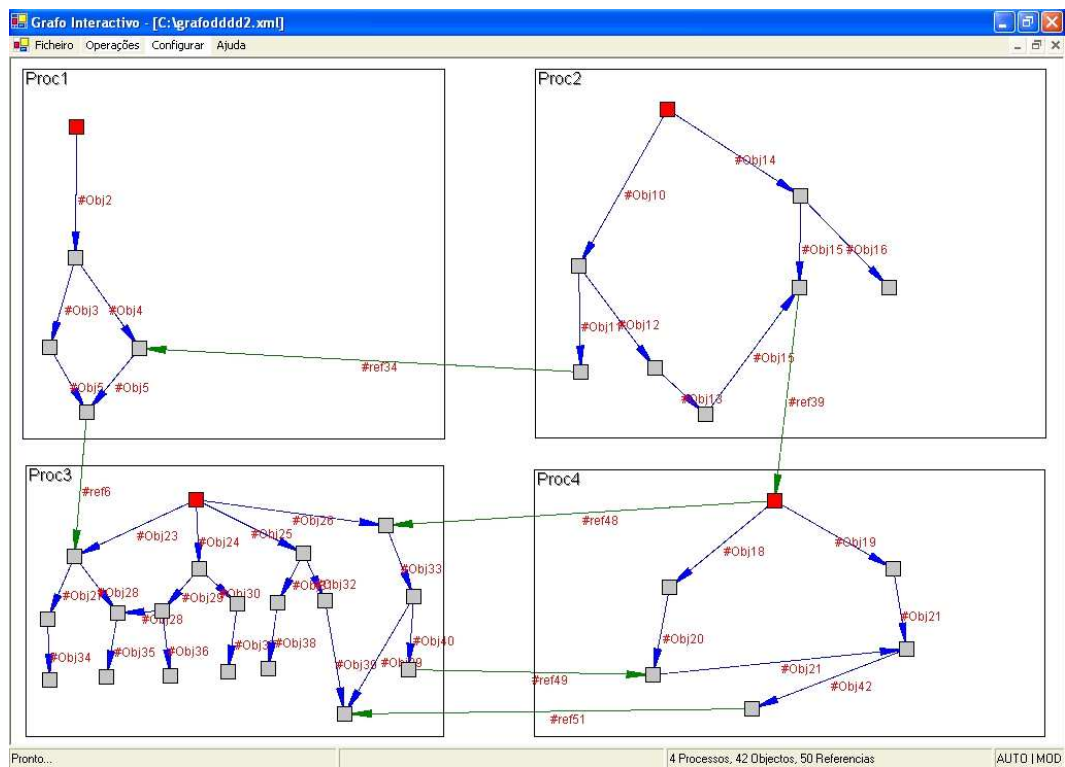 Grafo Interactivo - [C:\grafodddd2.xml]
Ficheiro Operações Configurar Ajuda
Proc1
#Obj2
#Obj3
#Obj4
#Obj5
#Obj5
Proc2
#Obj14
#Obj10
#Obj15
#Obj16
#Obj11
#Obj12
#Obj15
#Obj13
#ref34
#ref39
#ref6
Proc3
#Obj26
#Obj23
#Obj24
#Obj25
#Obj33
#Obj27
#Obj28
#Obj29
#Obj30
#Obj32
#Obj28
#Obj34
#Obj35
#Obj36
#Obj38
#Obj39
#Obj40
#ref48
#ref49
#ref51
Proc4
#Obj18
#Obj19
#Obj20
#Obj21
#Obj21
#Obj42
Pronto...
4 Processos, 42 Objectos, 50 Referencias
AUTO | MOD